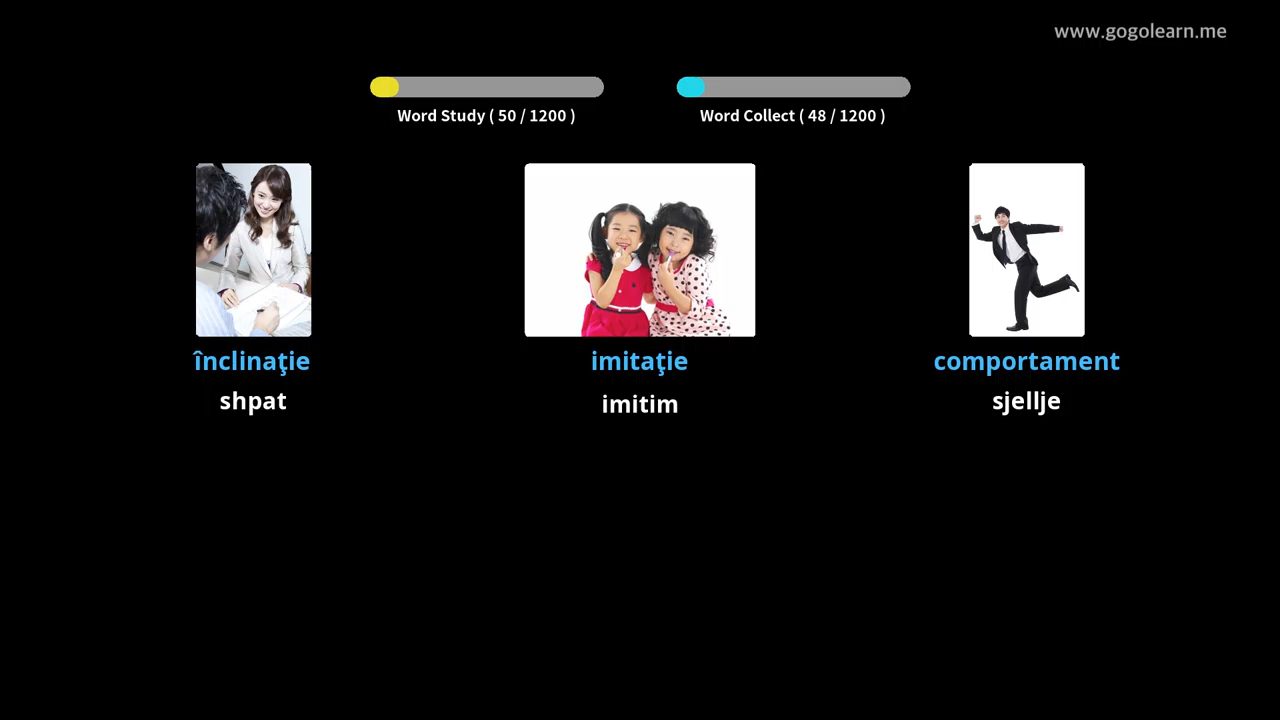 www.gogolearn.me
Word Study ( 50 / 1200 )
Word Collect ( 48 / 1200 )
înclinaţie
imitaţie
comportament
shpat
imitim
sjellje